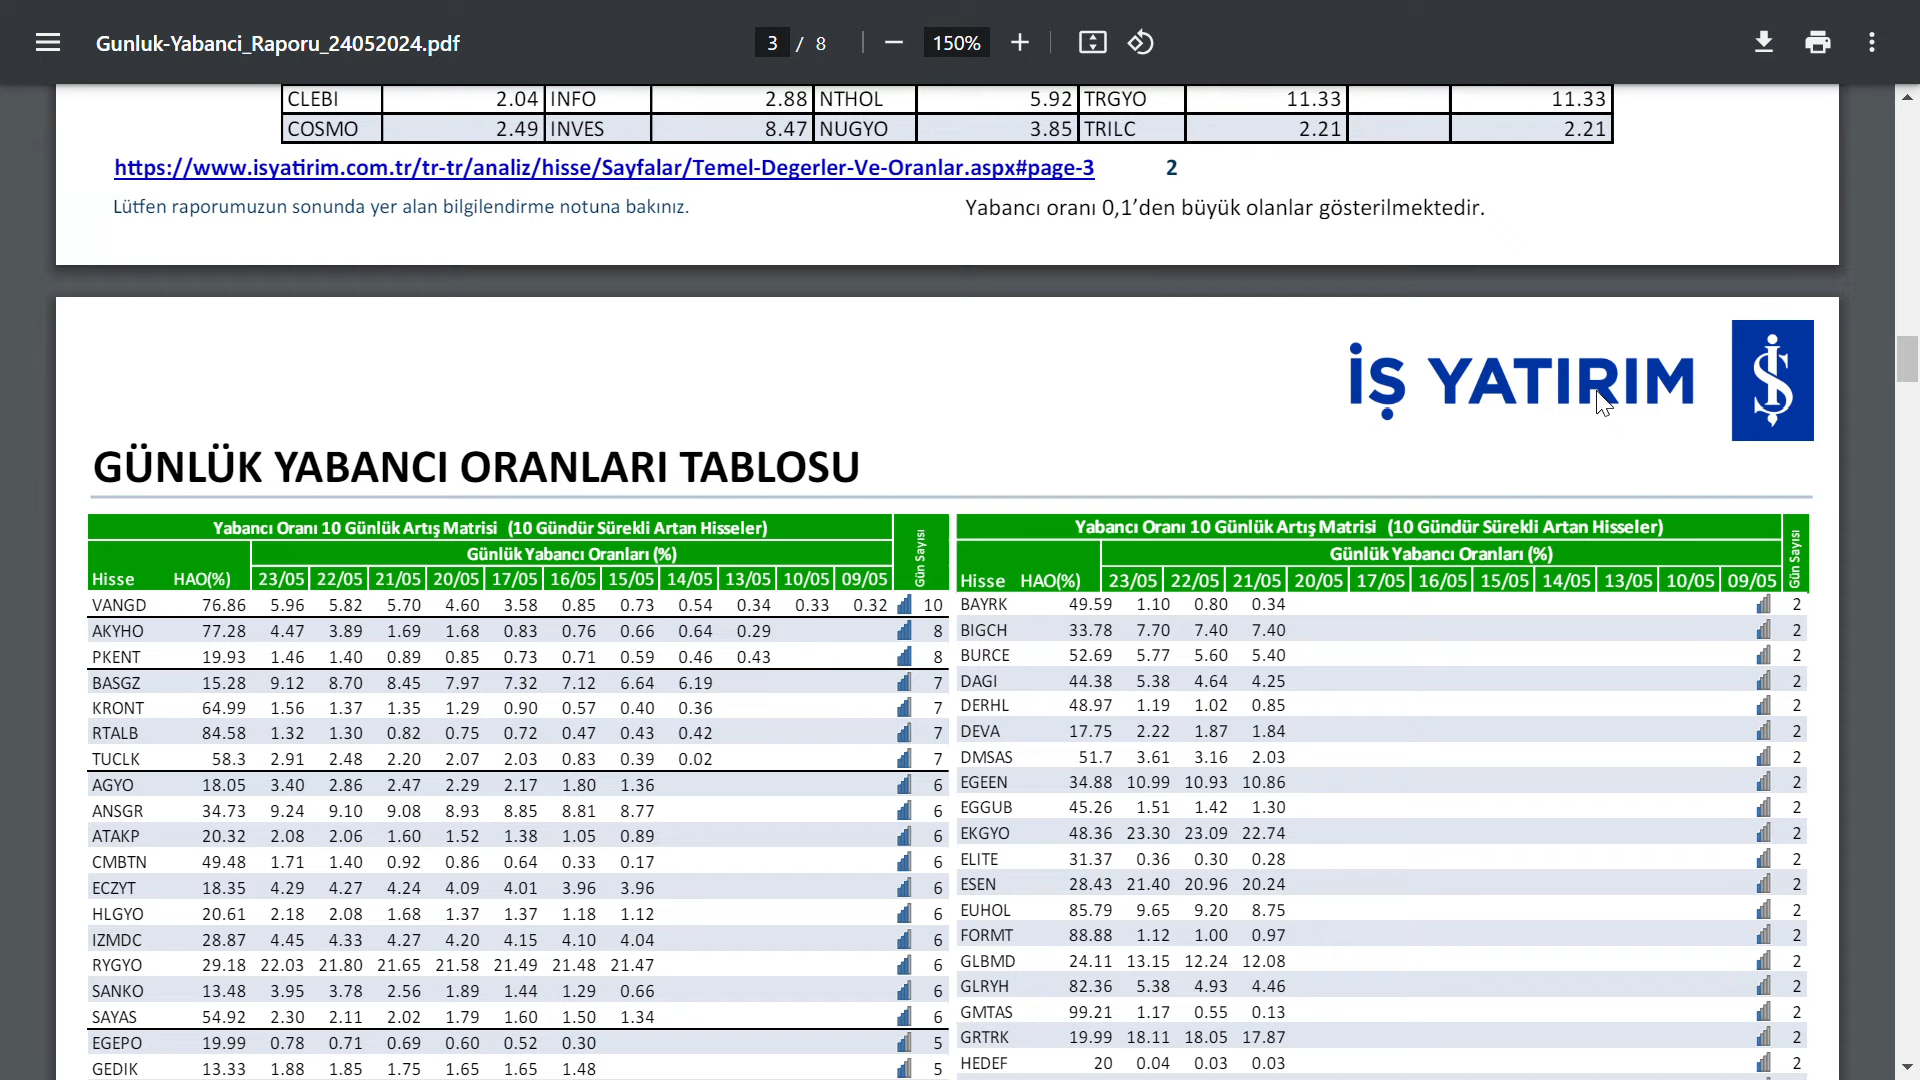 Gunluk-Yabanci_Raporu_24052024.pdf 3 / 8 150%
CLEBI 2.04 INFO 2.88 NTHOL 5.92 TRGYO 11.33 11.33
COSMO 2.49 INVES 8.47 NUGYO 3.85 TRILC 2.21 2.21
https://www.isyatirim.com.tr/tr-tr/analiz/hisse/Sayfalar/Temel-Degerler-Ve-Oranlar.aspx#page-3 2
Lütfen raporumuzun sonunda yer alan bilgilendirme notuna bakınız. Yabancı oranı 0,1’den büyük olanlar gösterilmektedir.
İŞ YATIRIM
GÜNLÜK YABANCI ORANLARI TABLOSU
Yabancı Oranı 10 Günlük Artış Matrisi (10 Gündür Sürekli Artan Hisseler) Gün Sayısı
Günlük Yabancı Oranları (%)
Hisse HAO(%) 23/05 22/05 21/05 20/05 17/05 16/05 15/05 14/05 13/05 10/05 09/05
VANGD 76.86 5.96 5.82 5.70 4.60 3.58 0.85 0.73 0.54 0.34 0.33 0.32 10
AKYHO 77.28 4.47 3.89 1.69 1.68 0.83 0.76 0.66 0.64 0.29 8
PKENT 19.93 1.46 1.40 0.89 0.85 0.73 0.71 0.59 0.46 0.43 8
BASGZ 15.28 9.12 8.70 8.45 7.97 7.32 7.12 6.64 6.19 7
KRONT 64.99 1.56 1.37 1.35 1.29 0.90 0.57 0.40 0.36 7
RTALB 84.58 1.32 1.30 0.82 0.75 0.72 0.47 0.43 0.42 7
TUCLK 58.3 2.91 2.48 2.20 2.07 2.03 0.83 0.39 0.02 7
AGYO 18.05 3.40 2.86 2.47 2.29 2.17 1.80 1.36 6
ANSGR 34.73 9.24 9.10 9.08 8.93 8.85 8.81 8.77 6
ATAKP 20.32 2.08 2.06 1.60 1.52 1.38 1.05 0.89 6
CMBTN 49.48 1.71 1.40 0.92 0.86 0.64 0.33 0.17 6
ECZYT 18.35 4.29 4.27 4.24 4.09 4.01 3.96 3.96 6
HLGYO 20.61 2.18 2.08 1.68 1.37 1.37 1.18 1.12 6
IZMDC 28.87 4.45 4.33 4.27 4.20 4.15 4.10 4.04 6
RYGYO 29.18 22.03 21.80 21.65 21.58 21.49 21.48 21.47 6
SANKO 13.48 3.95 3.78 2.56 1.89 1.44 1.29 0.66 6
SAYAS 54.92 2.30 2.11 2.02 1.79 1.60 1.50 1.34 6
EGEPO 19.99 0.78 0.71 0.69 0.60 0.52 0.30 5
GEDIK 13.33 1.88 1.85 1.75 1.65 1.65 1.48 5
Yabancı Oranı 10 Günlük Artış Matrisi (10 Gündür Sürekli Artan Hisseler) Gün Sayısı
Günlük Yabancı Oranları (%)
Hisse HAO(%) 23/05 22/05 21/05 20/05 17/05 16/05 15/05 14/05 13/05 10/05 09/05
BAYRK 49.59 1.10 0.80 0.34 2
BIGCH 33.78 7.70 7.40 7.40 2
BURCE 52.69 5.77 5.60 5.40 2
DAGI 44.38 5.38 4.64 4.25 2
DERHL 48.97 1.19 1.02 0.85 2
DEVA 17.75 2.22 1.87 1.84 2
DMSAS 51.7 3.61 3.16 2.03 2
EGEEN 34.88 10.99 10.93 10.86 2
EGGUB 45.26 1.51 1.42 1.30 2
EKGYO 48.36 23.30 23.09 22.74 2
ELITE 31.37 0.36 0.30 0.28 2
ESEN 28.43 21.40 20.96 20.24 2
EUHOL 85.79 9.65 9.20 8.75 2
FORMT 88.88 1.12 1.00 0.97 2
GLBMD 24.11 13.15 12.24 12.08 2
GLRYH 82.36 5.38 4.93 4.46 2
GMTAS 99.21 1.17 0.55 0.13 2
GRTRK 19.99 18.11 18.05 17.87 2
HEDEF 20 0.04 0.03 0.03 2